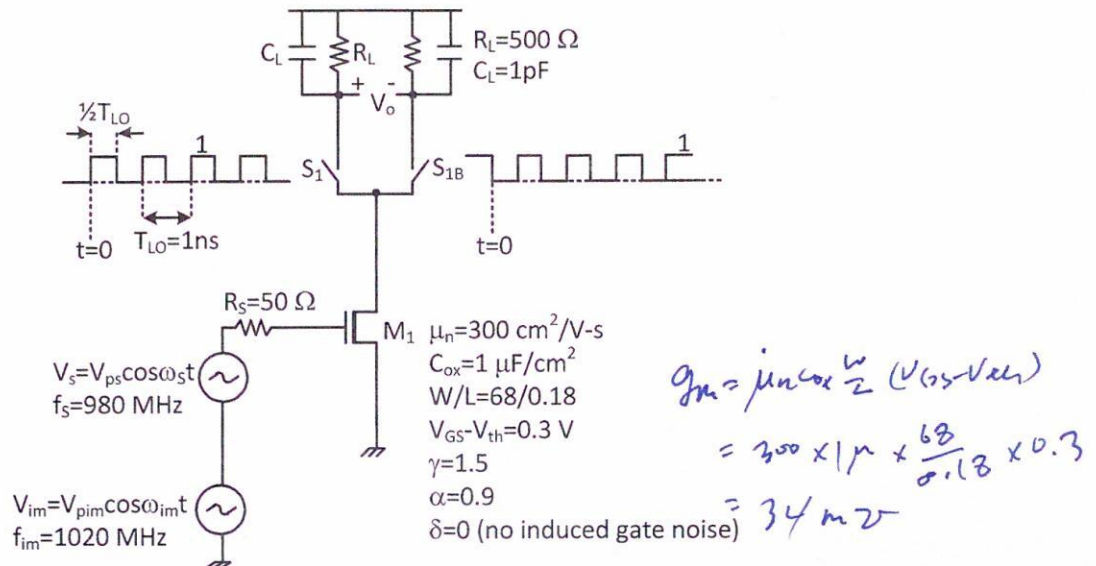 C_L
R_L
R_L=500 Ω
C_L=1pF
+ V_o -
½T_LO
1
S_1
S_1B
1
t=0
T_LO=1ns
t=0
R_S=50 Ω
M_1
μ_n=300 cm²/V-s
C_ox=1 μF/cm²
W/L=68/0.18
V_GS-V_th=0.3 V
γ=1.5
α=0.9
δ=0 (no induced gate noise)
V_s=V_ps cosω_S t
f_s=980 MHz
V_im=V_pim cosω_im t
f_im=1020 MHz
g_m = μ_n C_ox (V_GS-V_th)
= 300 × 1μ × 68/0.18 × 0.3
= 34 m